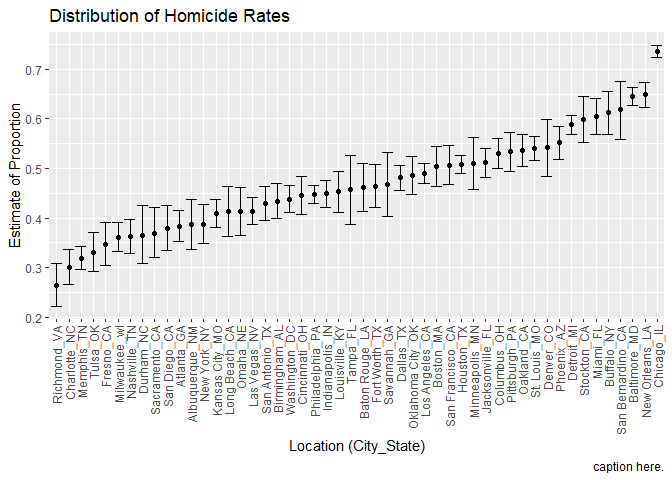 Distribution of Homicide Rates
Estimate of Proportion
0.7
0.6
0.5
0.4
0.3
0.2
Richmond_VA
Charlotte_NC
Memphis_TN
Tulsa_OK
Fresno_CA
Milwaukee_wI
Nashville_TN
Durham_NC
Sacramento_CA
San Diego_CA
Atlanta_GA
Albuquerque_NM
New York_NY
Kansas City_MO
Long Beach_CA
Omaha_NE
Las Vegas_NV
San Antonio_TX
Birmingham_AL
Washington_DC
Cincinnati_OH
Philadelphia_PA
Indianapolis_IN
Louisville_KY
Tampa_FL
Baton Rouge_LA
Fort Worth_TX
Savannah_GA
Dallas_TX
Oklahoma City_OK
Los Angeles_CA
Boston_MA
San Francisco_CA
Houston_TX
Minneapolis_MN
Jacksonville_FL
Columbus_OH
Pittsburgh_PA
Oakland_CA
St. Louis_MO
Denver_CO
Phoenix_AZ
Detroit_MI
Stockton_CA
Miami_FL
Buffalo_NY
San Bernardino_CA
Baltimore_MD
New Orleans_LA
Chicago_IL
Location (City_State)
caption here.